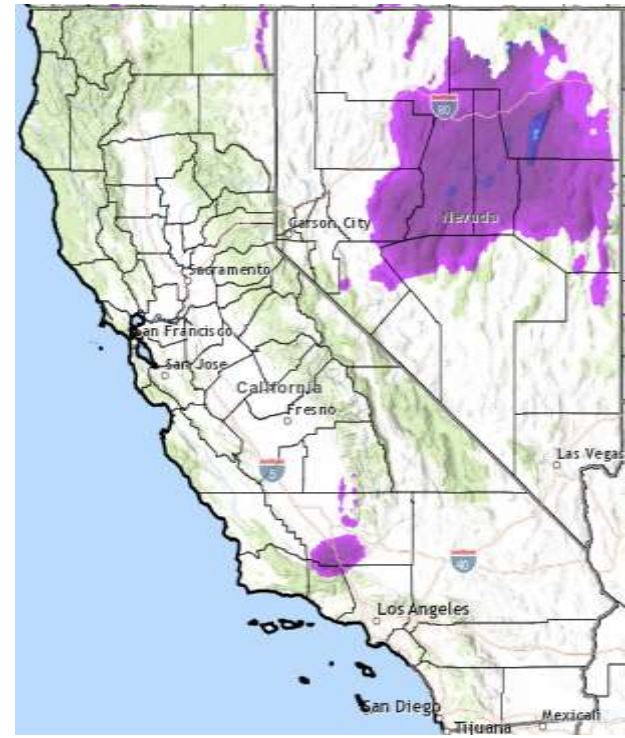 80
Carson City
Nevada
Sacramento
San Francisco
San Jose
California
Fresno
5
Las Vegas
40
Los Angeles
San Diego
Tijuana
Mexicali